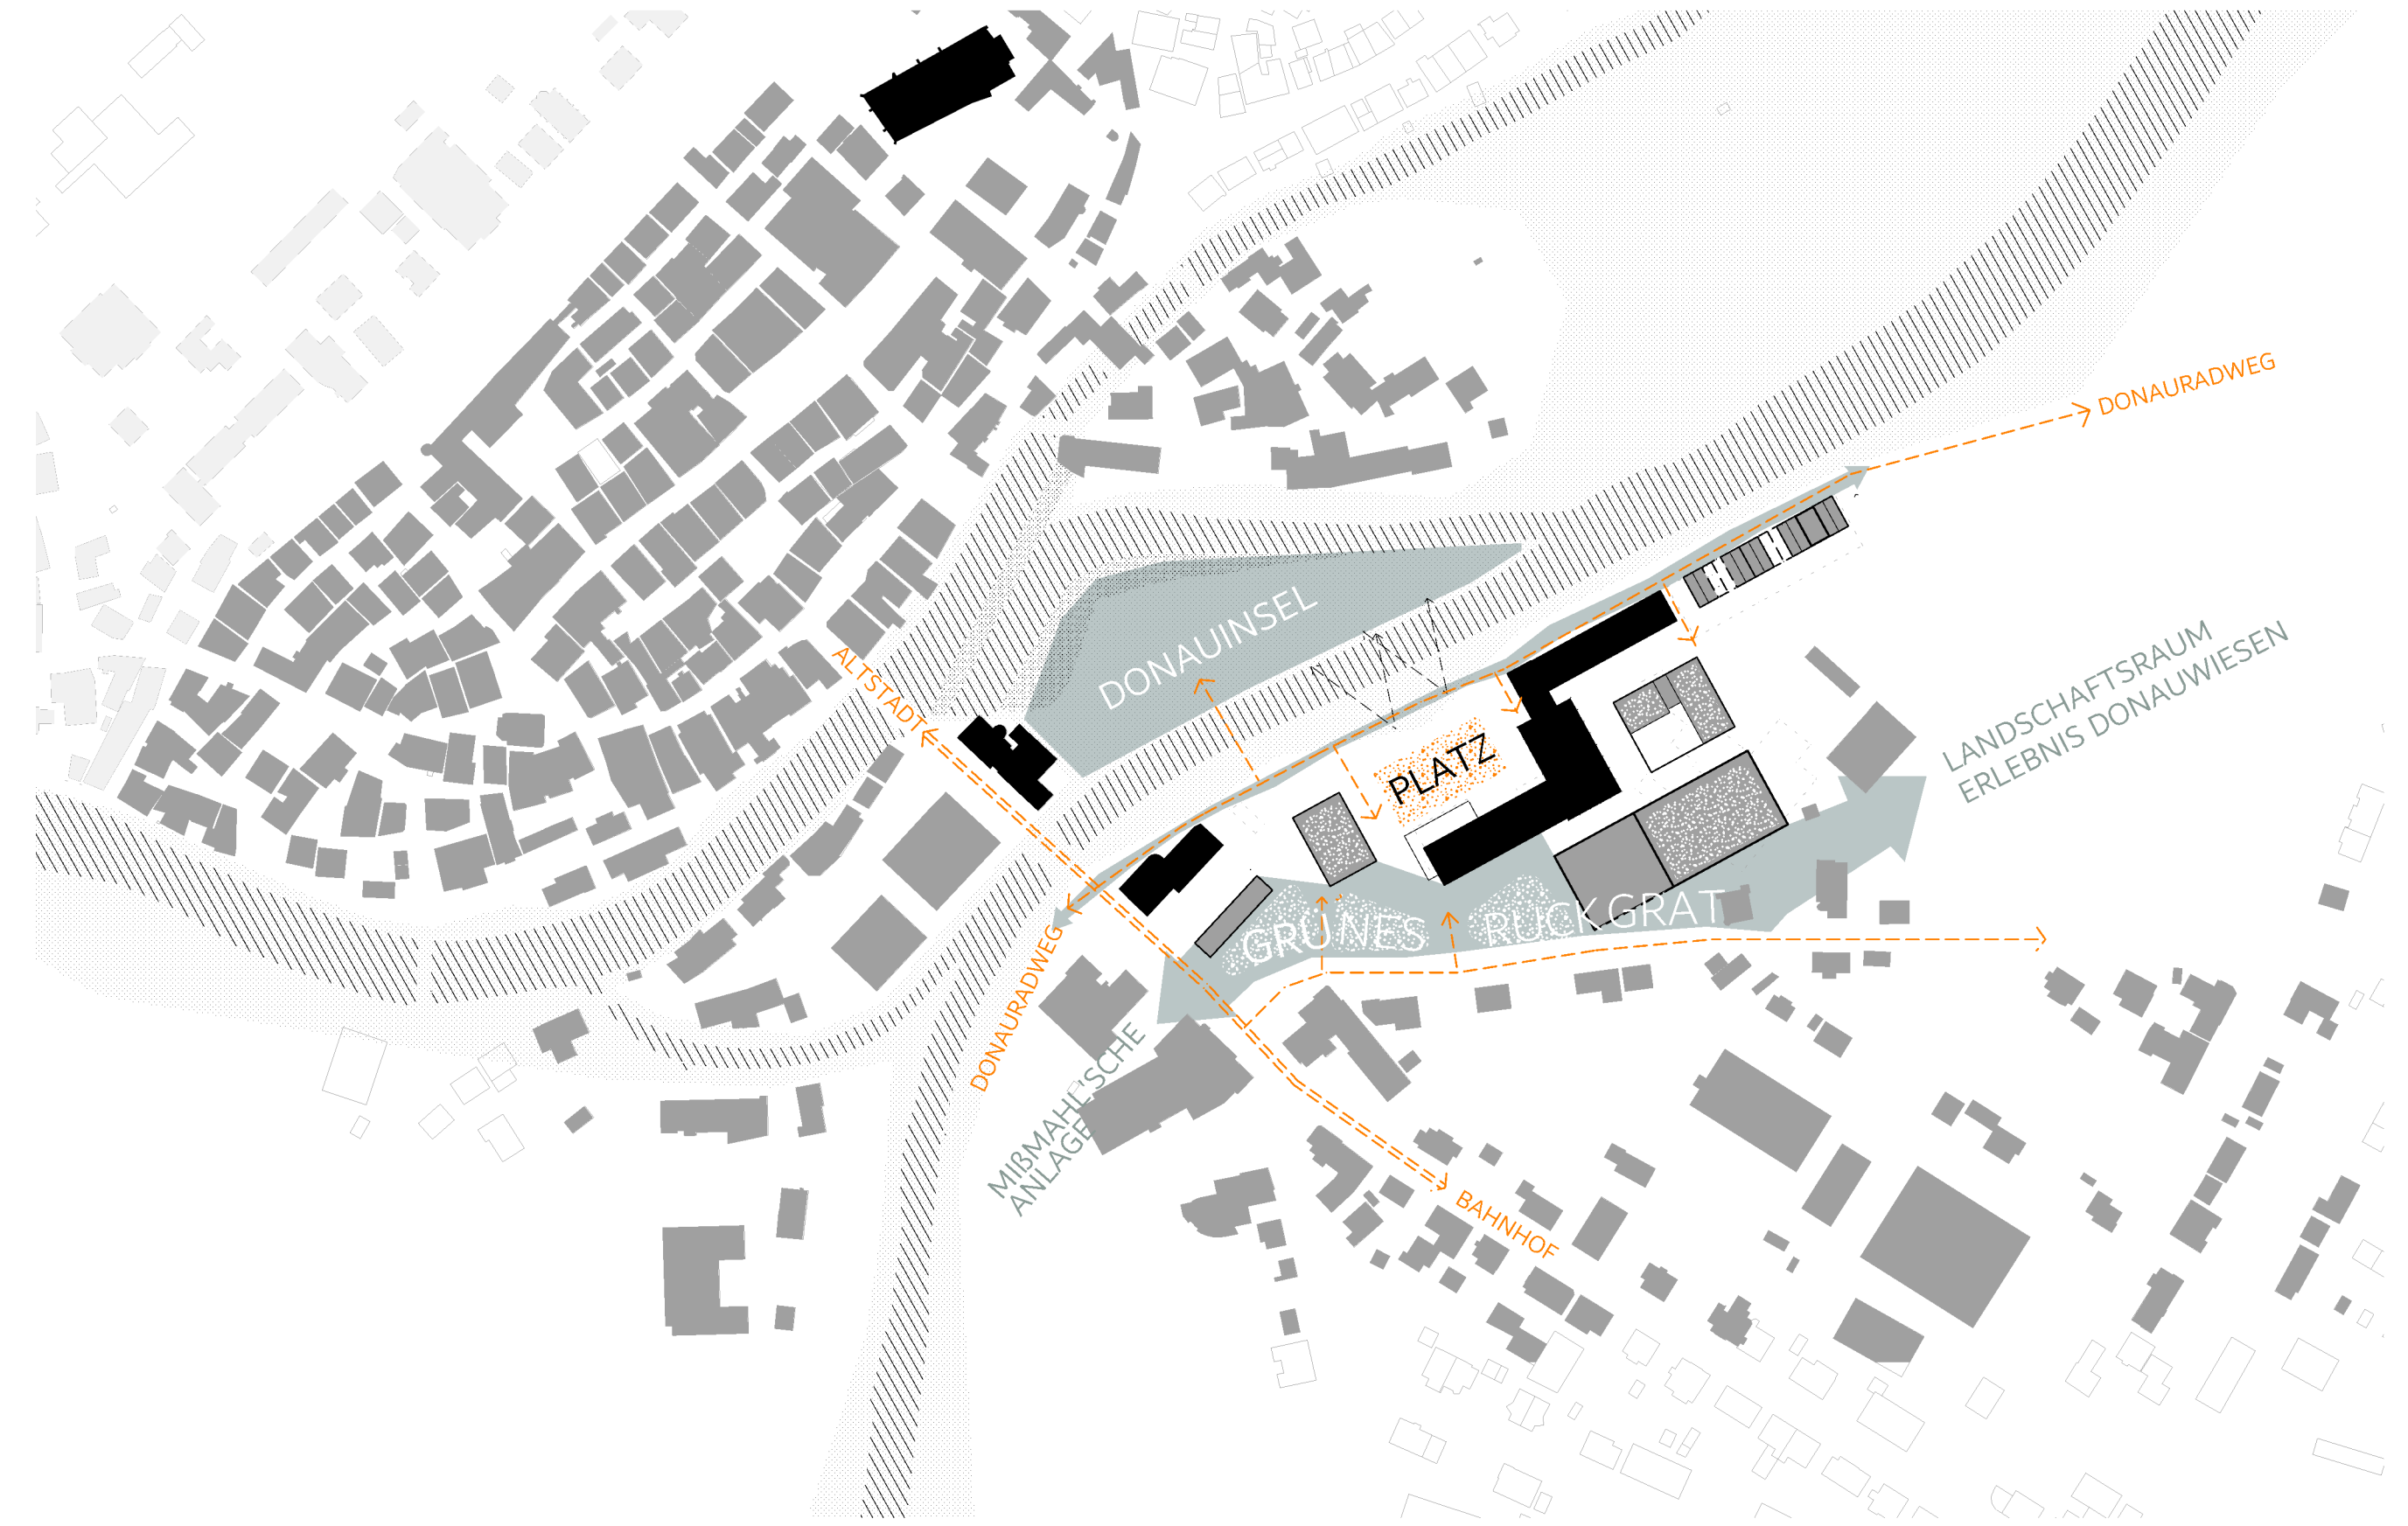 DONAURADWEG
DONAUINSEL
ALTSTADT
LANDSCHAFTSRAUM
ERLEBNIS DONAUWIESEN
PLATZ
GRÜNES RÜCKGRAT
DONAURADWEG
MIßMAHL'SCHE
ANLAGE
BAHNHOF